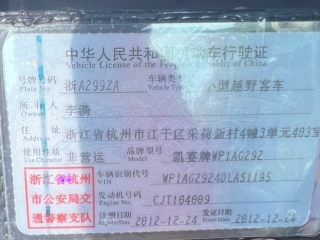 中华人民共和国机动车行驶证
Vehicle License of the People's Republic of China
号牌号码 浙A299ZA 车辆类型 小型越野客车
Plate No. Vehicle Type
所有人 李满
Owner
住址 浙江省杭州市江干区采荷新村4幢3单元403室
Address
使用性质 非营运 品牌型号 凯宴牌WP1AG292
Use Character Model
浙江省杭州市公安局交通警察支队
车辆识别代号 WP1AG2924DLA51195
VIN
发动机号码 CJT104009
Engine No.
注册日期 2012-12-24 发证日期 2012-12-24
Register Date Issue Date